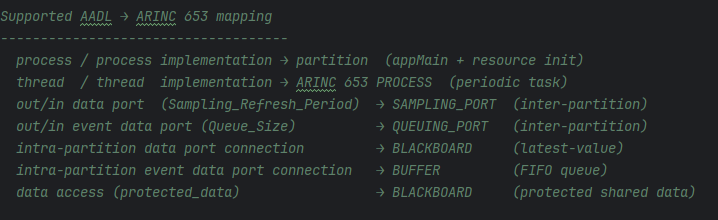 Supported AADL → ARINC 653 mapping
------------------------------------
process / process implementation → partition (appMain + resource init)
thread / thread implementation → ARINC 653 PROCESS (periodic task)
out/in data port (Sampling_Refresh_Period) → SAMPLING_PORT (inter-partition)
out/in event data port (Queue_Size) → QUEUING_PORT (inter-partition)
intra-partition data port connection → BLACKBOARD (latest-value)
intra-partition event data port connection → BUFFER (FIFO queue)
data access (protected_data) → BLACKBOARD (protected shared data)